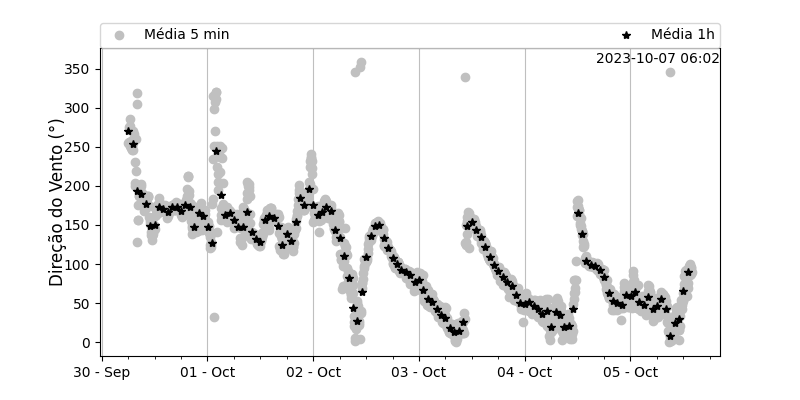 Média 5 min
Média 1h
2023-10-07 06:02
Direção do Vento (°)
350
300
250
200
150
100
50
0
30 - Sep
01 - Oct
02 - Oct
03 - Oct
04 - Oct
05 - Oct